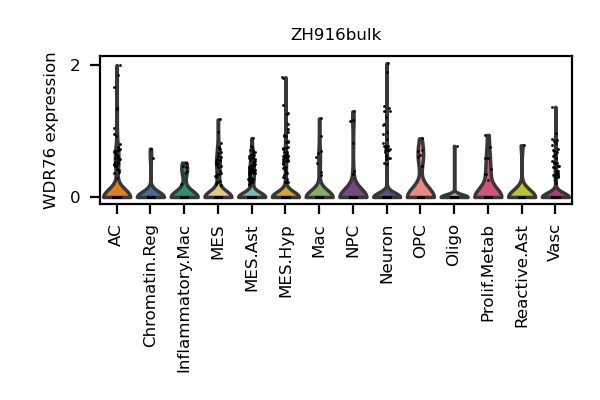 ZH916bulk
WDR76 expression
2
0
AC
Chromatin.Reg
Inflammatory.Mac
MES
MES.Ast
MES.Hyp
Mac
NPC
Neuron
OPC
Oligo
Prolif.Metab
Reactive.Ast
Vasc